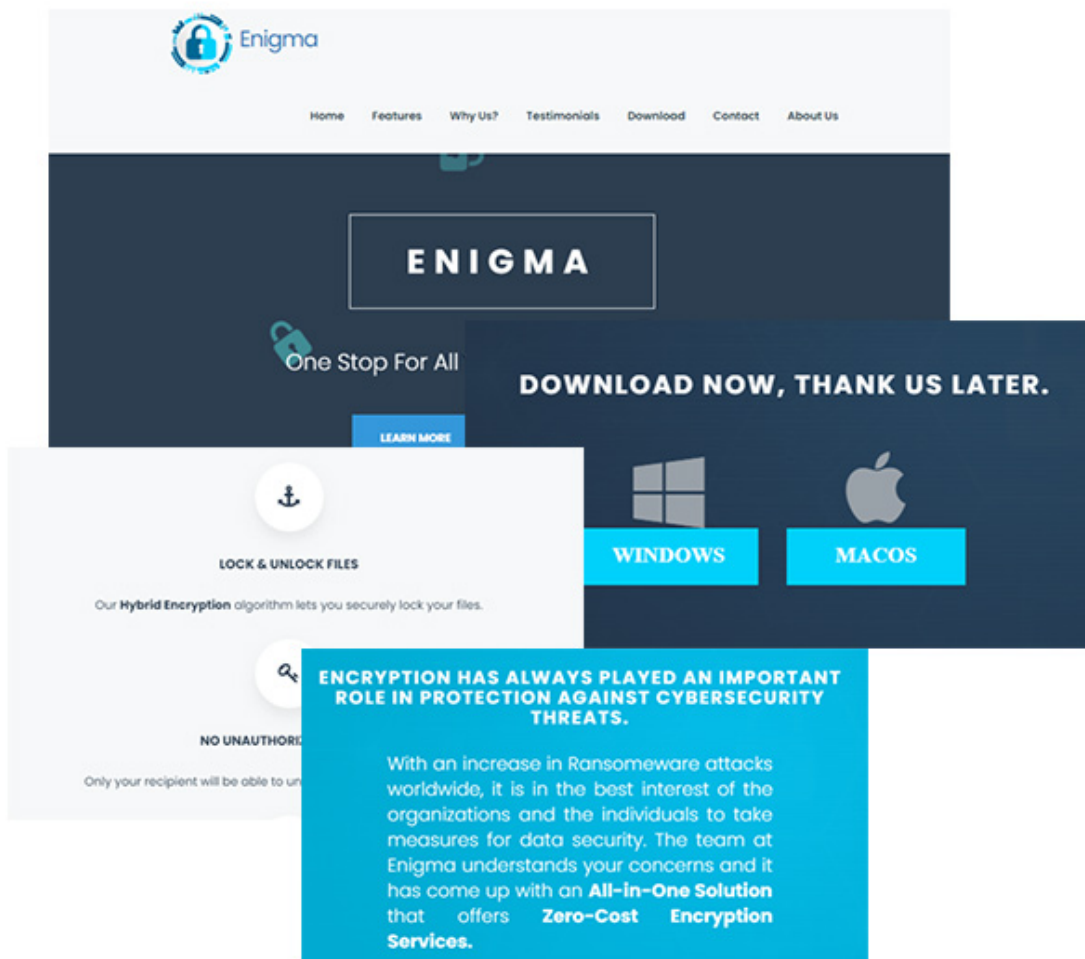 Enigma
Home Features Why Us? Testimonials Download Contact About Us
ENIGMA
One Stop For All
LEARN MORE
DOWNLOAD NOW, THANK US LATER.
WINDOWS MACOS
LOCK & UNLOCK FILES
Our Hybrid Encryption algorithm lets you securely lock your files.
NO
Only your recipient will be able to
ENCRYPTION HAS ALWAYS PLAYED AN IMPORTANT
ROLE IN PROTECTION AGAINST CYBERSECURITY
THREATS.
With an increase in Ransomeware attacks
worldwide, it is in the best interest of the
organizations and the individuals to take
measures for data security. The team at
Enigma understands your concerns and it
has come up with an All-in-One Solution
that offers Zero-Cost Encryption
Services.